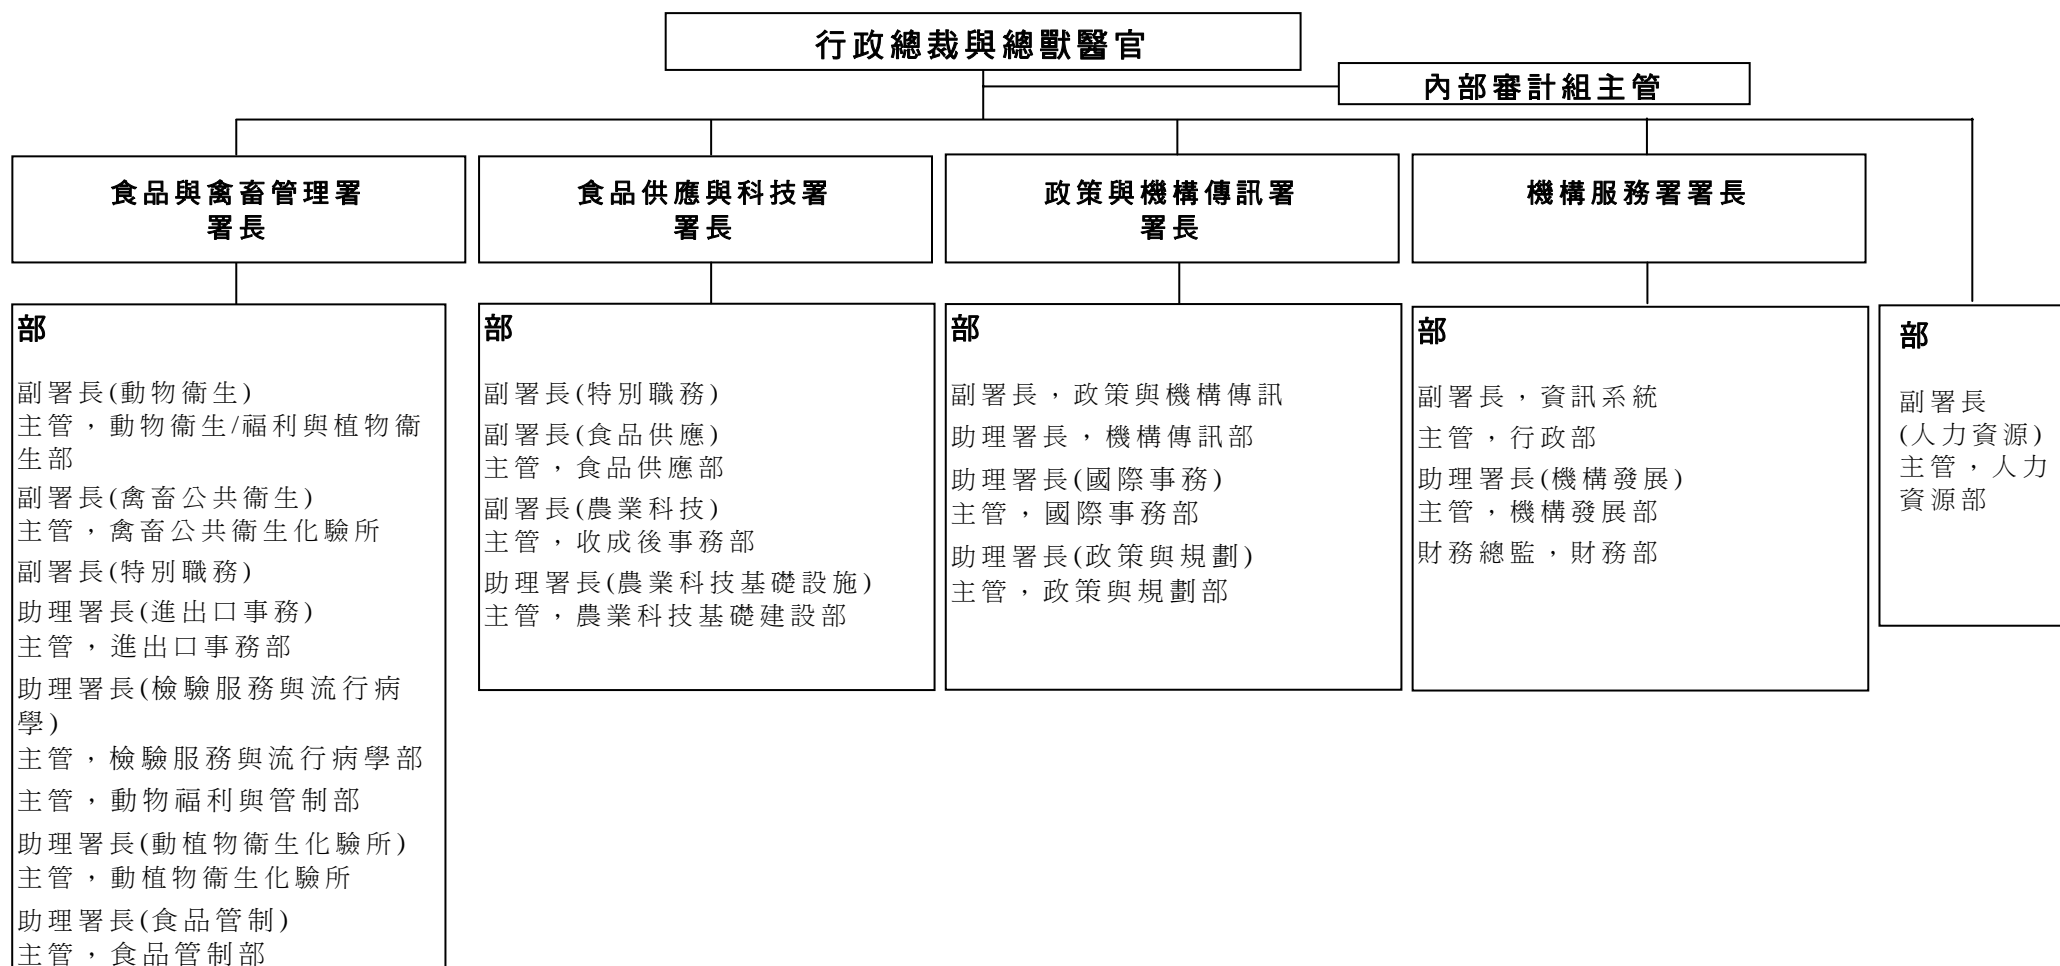 行政總裁與總獸醫官
內部審計組主管
食品與禽畜管理署
署長
食品供應與科技署
署長
政策與機構傳訊署
署長
機構服務署署長
部
副署長(動物衞生)
主管，動物衞生/福利與植物衞
生部
副署長(禽畜公共衞生)
主管，禽畜公共衞生化驗所
副署長(特別職務)
助理署長(進出口事務)
主管，進出口事務部
助理署長(檢驗服務與流行病
學)
主管，檢驗服務與流行病學部
主管，動物福利與管制部
助理署長(動植物衞生化驗所)
主管，動植物衞生化驗所
助理署長(食品管制)
主管，食品管制部
部
副署長(特別職務)
副署長(食品供應)
主管，食品供應部
副署長(農業科技)
主管，收成後事務部
助理署長(農業科技基礎設施)
主管，農業科技基礎建設部
部
副署長，政策與機構傳訊
助理署長，機構傳訊部
助理署長(國際事務)
主管，國際事務部
助理署長(政策與規劃)
主管，政策與規劃部
部
副署長，資訊系統
主管，行政部
助理署長(機構發展)
主管，機構發展部
財務總監，財務部
部
副署長
(人力資源)
主管，人力
資源部